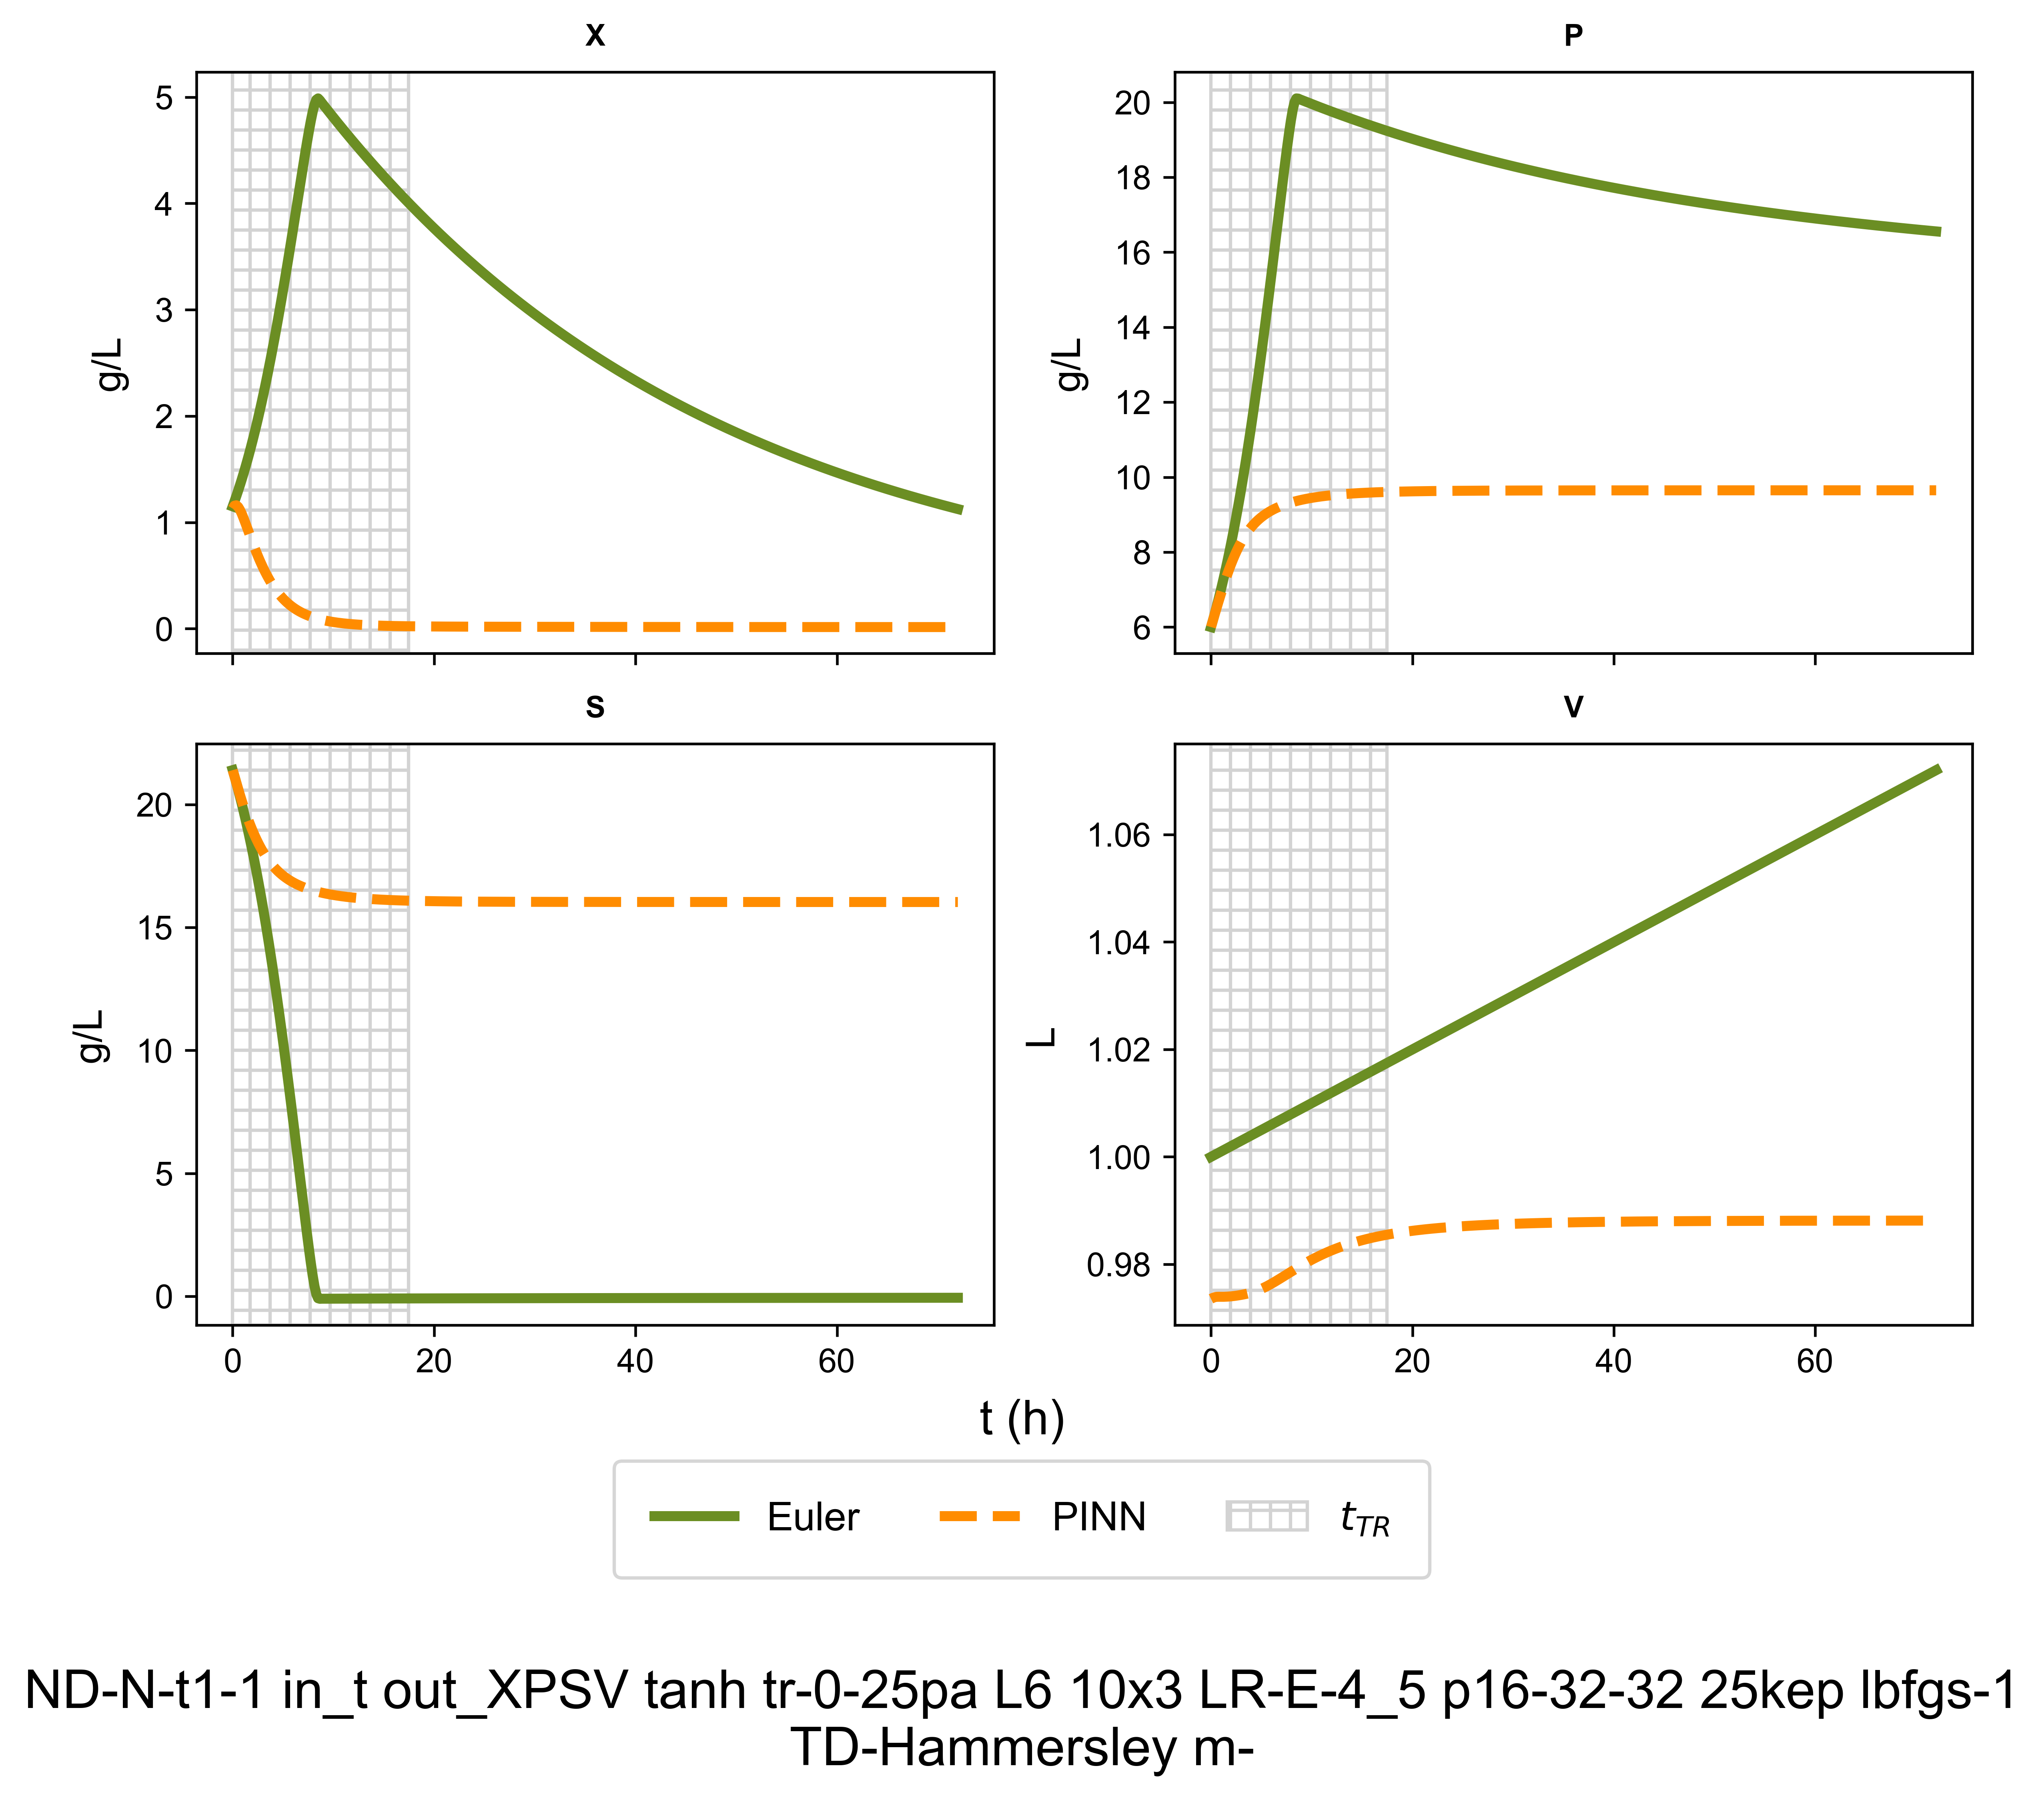 X
P
5
4
3
2
1
0
g/L
20
18
16
14
12
10
8
6
g/L
S
V
20
15
10
5
0
g/L
1.06
1.04
1.02
1.00
0.98
L
0 20 40 60
0 20 40 60
t (h)
Euler PINN t_TR
ND-N-t1-1 in_t out_XPSV tanh tr-0-25pa L6 10x3 LR-E-4_5 p16-32-32 25kep lbfgs-1
TD-Hammersley m-